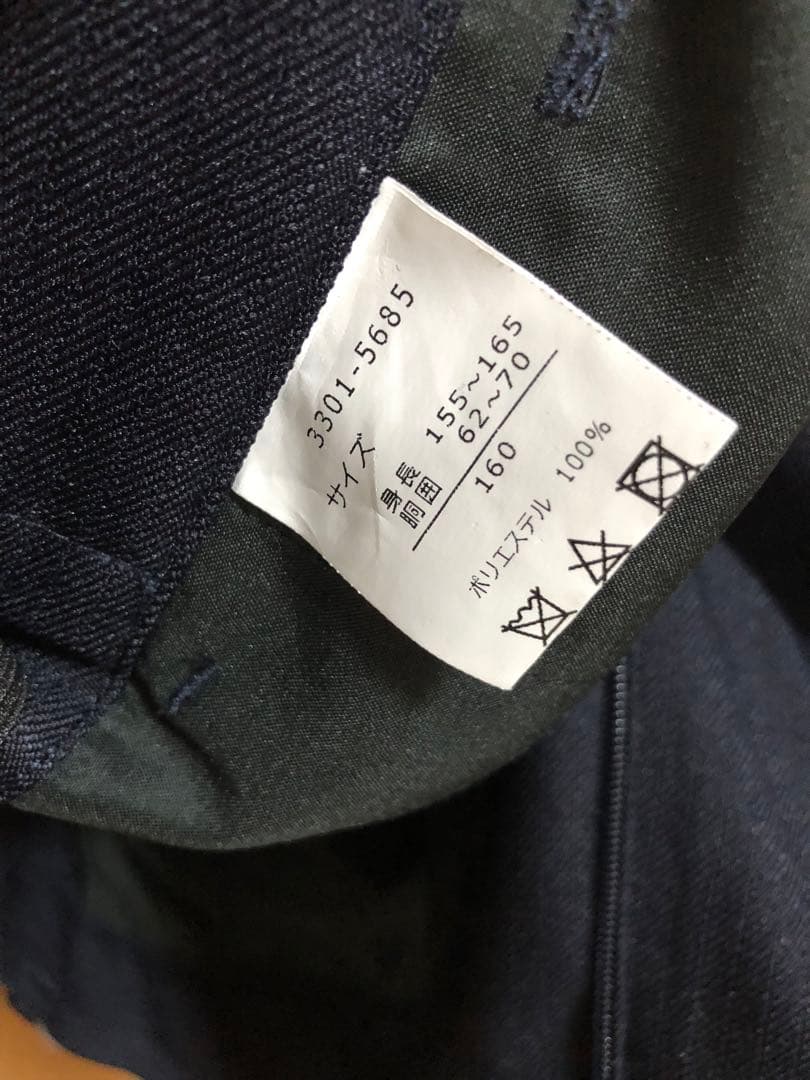 3301-5685
サイズ
身長 155~165
胴囲 62~70
160
ポリエステル 100%